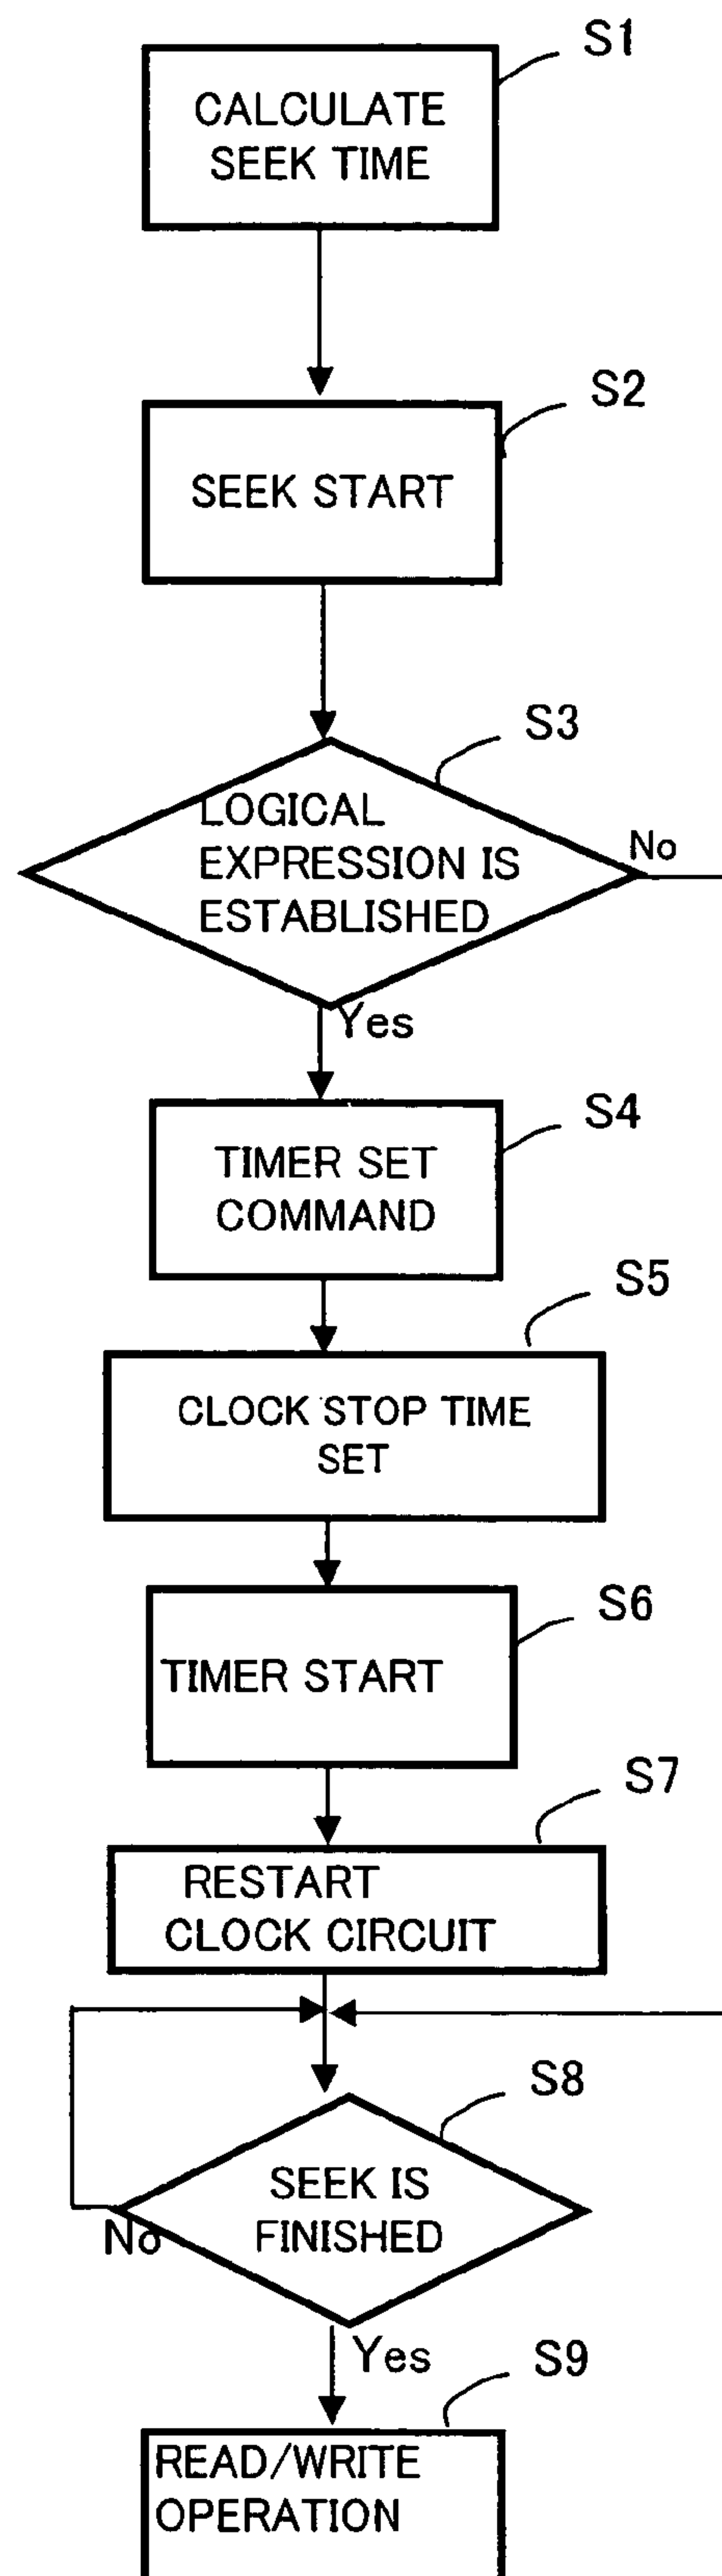 S1
CALCULATE
SEEK TIME
S2
SEEK START
S3
LOGICAL
EXPRESSION IS
ESTABLISHED
No
Yes
S4
TIMER SET
COMMAND
S5
CLOCK STOP TIME
SET
S6
TIMER START
S7
RESTART
CLOCK CIRCUIT
S8
SEEK IS
FINISHED
No
Yes
S9
READ/WRITE
OPERATION